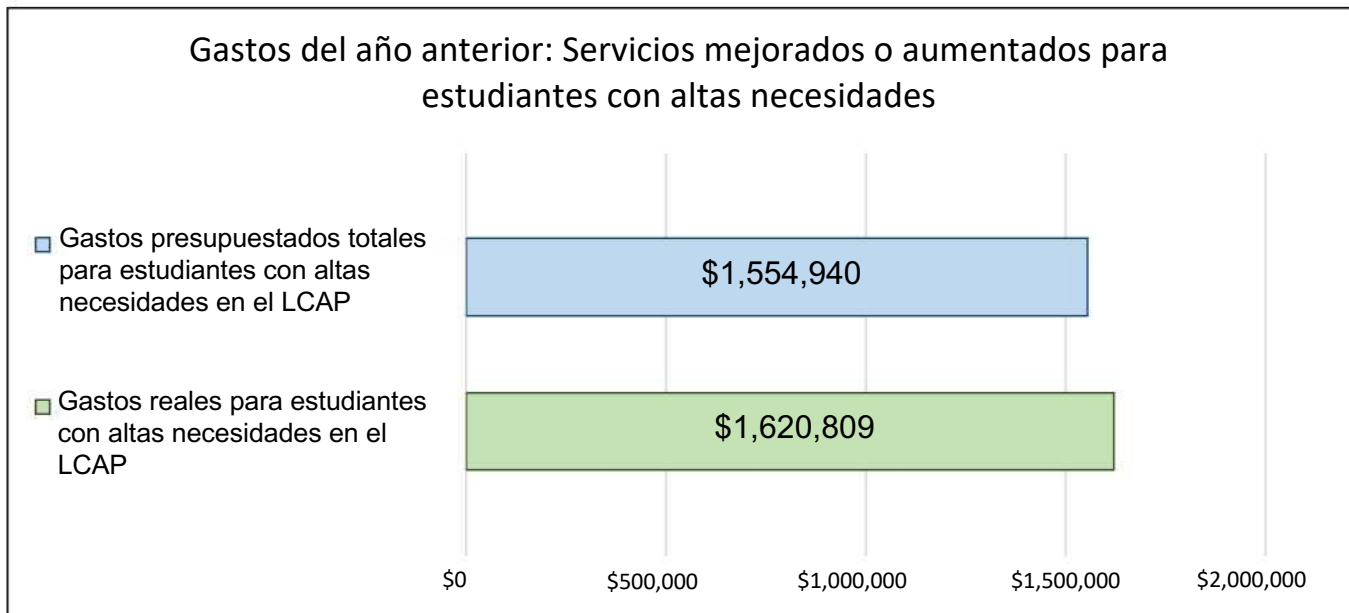 Gastos del año anterior: Servicios mejorados o aumentados para
estudiantes con altas necesidades
Gastos presupuestados totales
para estudiantes con altas
necesidades en el LCAP
$1,554,940
Gastos reales para estudiantes
con altas necesidades en el
LCAP
$1,620,809
$0 $500,000 $1,000,000 $1,500,000 $2,000,000